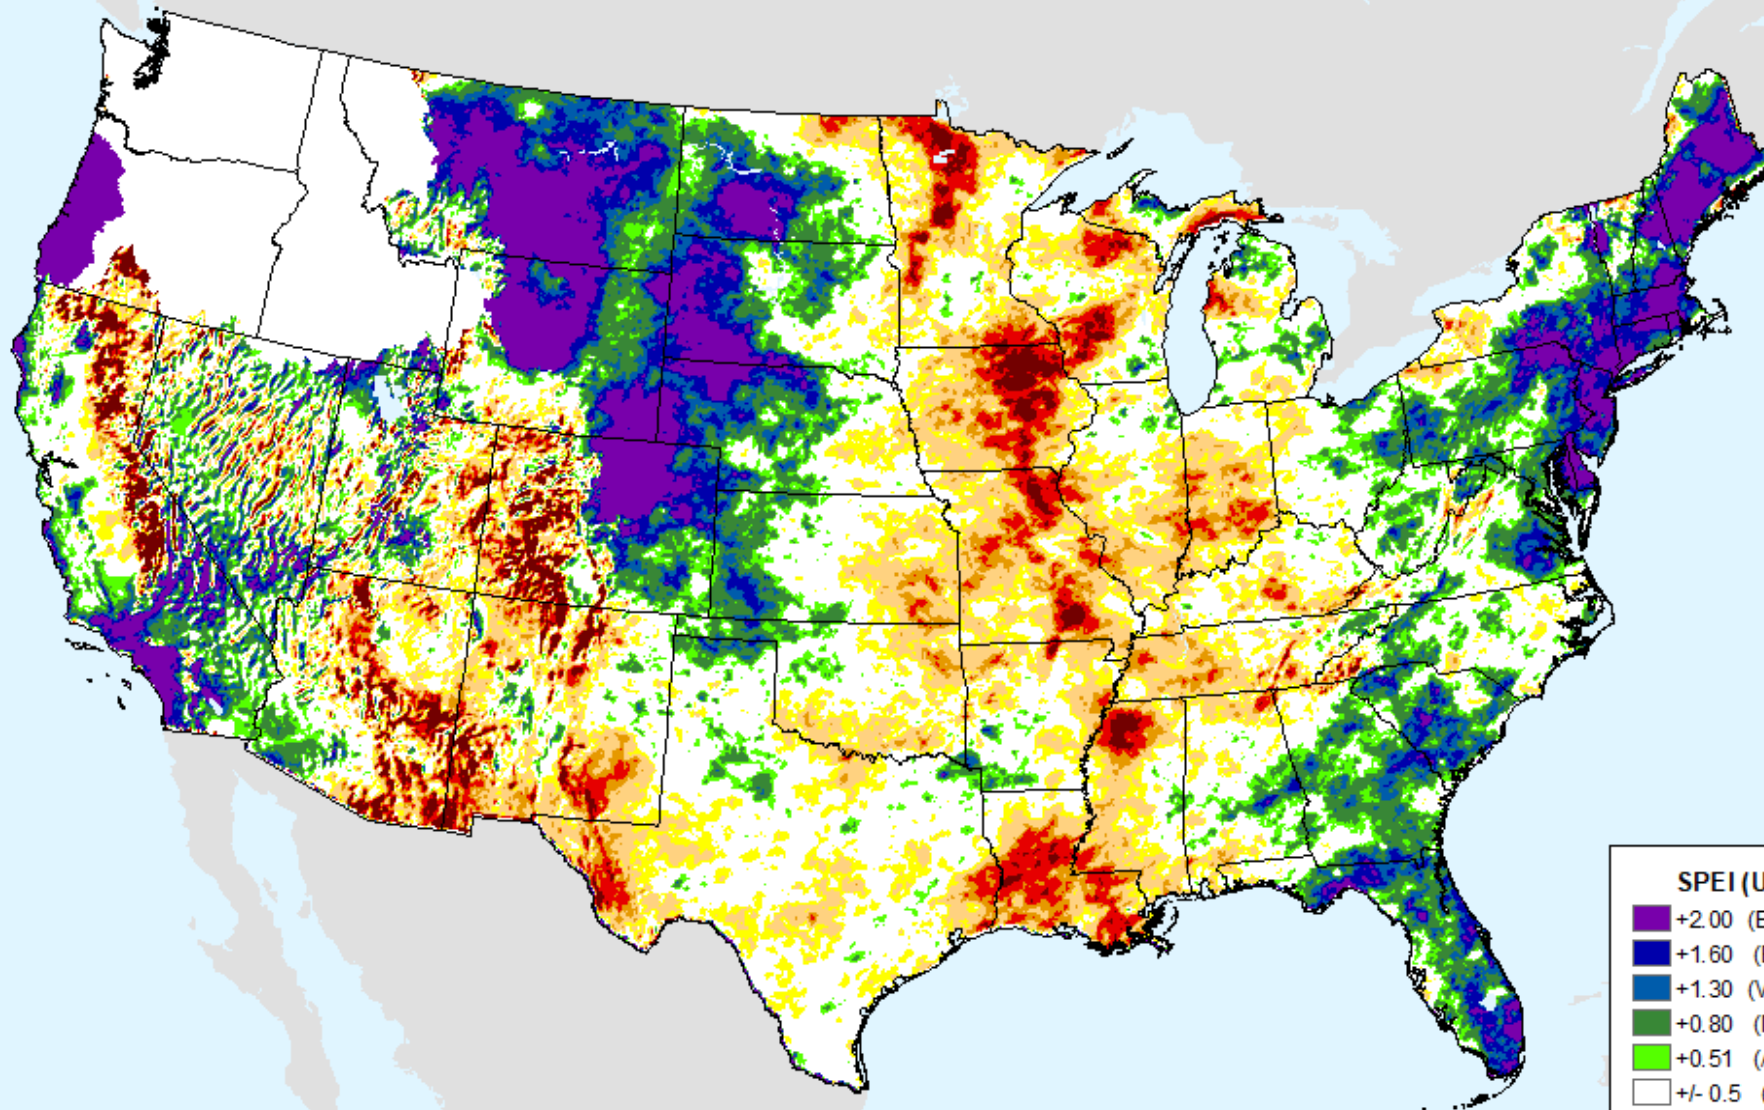 SPEI (U
+2.00 (E
+1.60 (
+1.30 (V
+0.80 (
+0.51 (
+/- 0.5 (